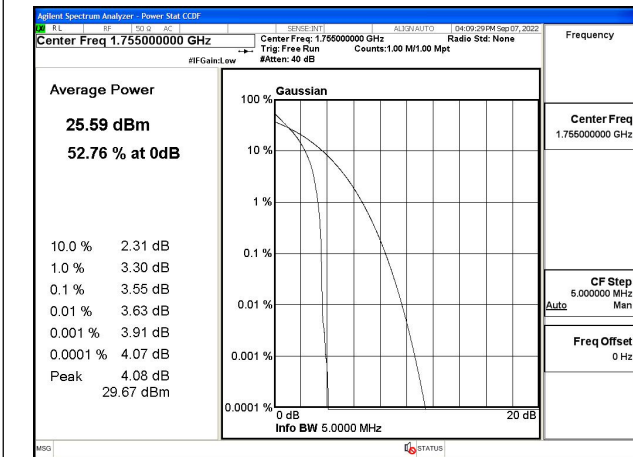 Agilent Spectrum Analyzer - Power Stat CCDF
RL RF 50 Ω AC SENSE:INT ALIGNAUTO 04:09:29PM Sep 07, 2022
Center Freq 1.755000000 GHz
Center Freq: 1.755000000 GHz Radio Std: None
Trig: Free Run Counts:1.00 M/1.00 Mpt
#IFGain:Low #Atten: 40 dB
Frequency
Average Power
25.59 dBm
52.76 % at 0dB
10.0 % 2.31 dB
1.0 % 3.30 dB
0.1 % 3.55 dB
0.01 % 3.63 dB
0.001 % 3.91 dB
0.0001 % 4.07 dB
Peak 4.08 dB
29.67 dBm
Gaussian
100 %
10 %
1 %
0.1 %
0.01 %
0.001 %
0.0001 %
0 dB 20 dB
Info BW 5.0000 MHz
Center Freq
1.755000000 GHz
CF Step
5.000000 MHz
Auto Man
Freq Offset
0 Hz
MSG STATUS